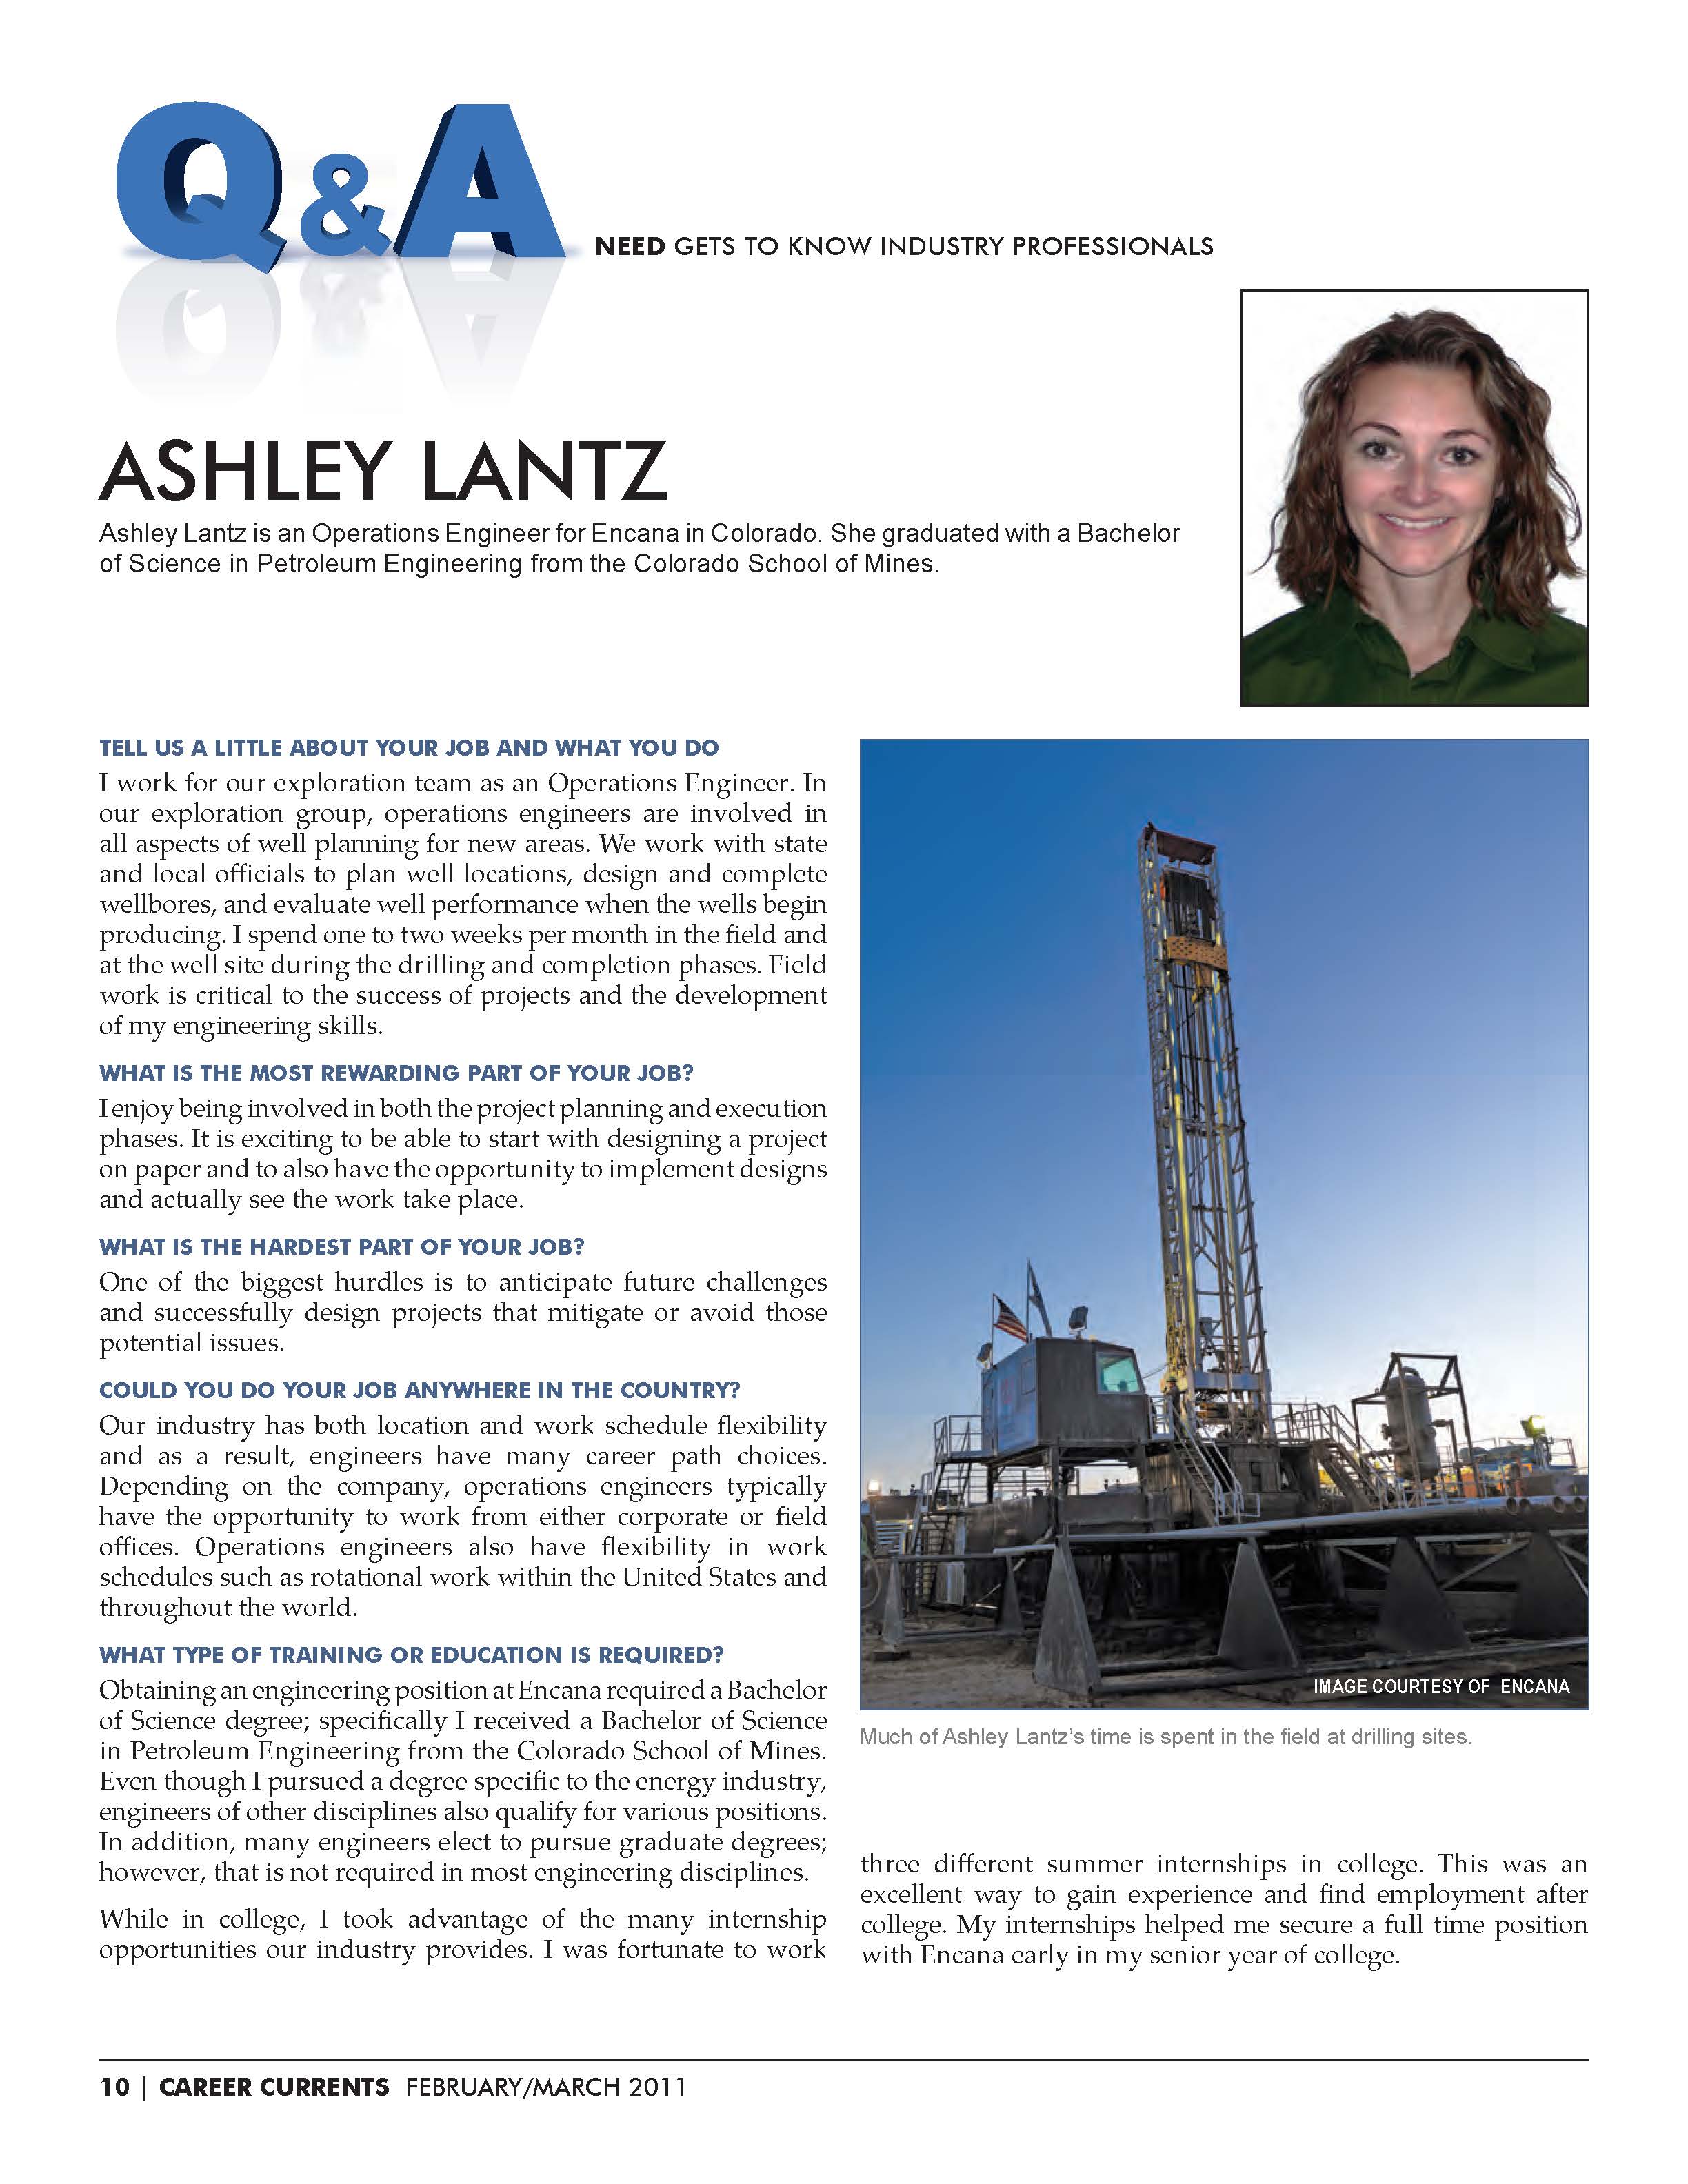 Q & A
NEED GETS TO KNOW INDUSTRY PROFESSIONALS
ASHLEY LANTZ
Ashley Lantz is an Operations Engineer for Encana in Colorado. She graduated with a Bachelor
of Science in Petroleum Engineering from the Colorado School of Mines.
TELL US A LITTLE ABOUT YOUR JOB AND WHAT YOU DO
I work for our exploration team as an Operations Engineer. In
our exploration group, operations engineers are involved in
all aspects of well planning for new areas. We work with state
and local officials to plan well locations, design and complete
wellbores, and evaluate well performance when the wells begin
producing. I spend one to two weeks per month in the field and
at the well site during the drilling and completion phases. Field
work is critical to the success of projects and the development
of my engineering skills.
WHAT IS THE MOST REWARDING PART OF YOUR JOB?
I enjoy being involved in both the project planning and execution
phases. It is exciting to be able to start with designing a project
on paper and to also have the opportunity to implement designs
and actually see the work take place.
WHAT IS THE HARDEST PART OF YOUR JOB?
One of the biggest hurdles is to anticipate future challenges
and successfully design projects that mitigate or avoid those
potential issues.
COULD YOU DO YOUR JOB ANYWHERE IN THE COUNTRY?
Our industry has both location and work schedule flexibility
and as a result, engineers have many career path choices.
Depending on the company, operations engineers typically
have the opportunity to work from either corporate or field
offices. Operations engineers also have flexibility in work
schedules such as rotational work within the United States and
throughout the world.
WHAT TYPE OF TRAINING OR EDUCATION IS REQUIRED?
Obtaining an engineering position at Encana required a Bachelor
of Science degree; specifically I received a Bachelor of Science
in Petroleum Engineering from the Colorado School of Mines.
Even though I pursued a degree specific to the energy industry,
engineers of other disciplines also qualify for various positions.
In addition, many engineers elect to pursue graduate degrees;
however, that is not required in most engineering disciplines.
While in college, I took advantage of the many internship
opportunities our industry provides. I was fortunate to work
IMAGE COURTESY OF ENCANA
Much of Ashley Lantz's time is spent in the field at drilling sites.
three different summer internships in college. This was an
excellent way to gain experience and find employment after
college. My internships helped me secure a full time position
with Encana early in my senior year of college.
10 | CAREER CURRENTS FEBRUARY/MARCH 2011